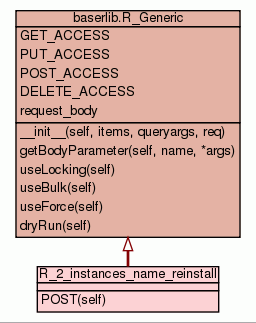 baserlib.R_Generic
GET_ACCESS
PUT_ACCESS
POST_ACCESS
DELETE_ACCESS
request_body
__init__(self, items, queryargs, req)
getBodyParameter(self, name, *args)
useLocking(self)
useBulk(self)
useForce(self)
dryRun(self)
R_2_instances_name_reinstall
POST(self)